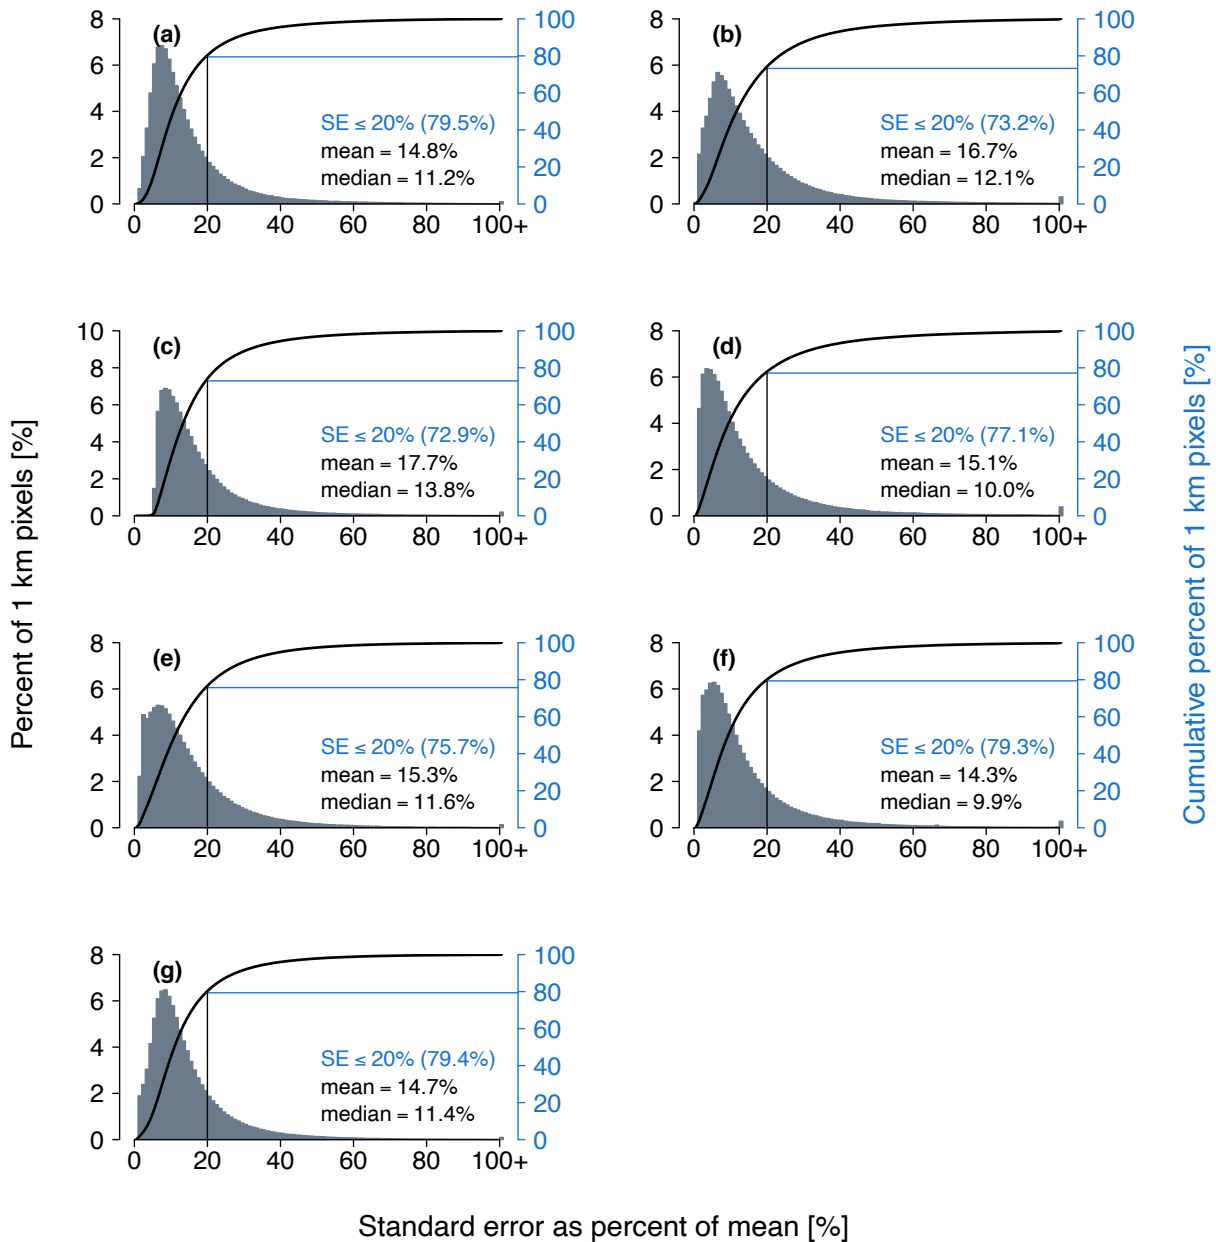 (a)
8
6
4
2
0
100
80
60
40
20
0
SE ≤ 20% (79.5%)
mean = 14.8%
median = 11.2%
0 20 40 60 80 100+
(b)
8
6
4
2
0
100
80
60
40
20
0
SE ≤ 20% (73.2%)
mean = 16.7%
median = 12.1%
0 20 40 60 80 100+
(c)
10
8
6
4
2
0
100
80
60
40
20
0
SE ≤ 20% (72.9%)
mean = 17.7%
median = 13.8%
0 20 40 60 80 100+
(d)
8
6
4
2
0
100
80
60
40
20
0
SE ≤ 20% (77.1%)
mean = 15.1%
median = 10.0%
0 20 40 60 80 100+
(e)
8
6
4
2
0
100
80
60
40
20
0
SE ≤ 20% (75.7%)
mean = 15.3%
median = 11.6%
0 20 40 60 80 100+
(f)
8
6
4
2
0
100
80
60
40
20
0
SE ≤ 20% (79.3%)
mean = 14.3%
median = 9.9%
0 20 40 60 80 100+
(g)
8
6
4
2
0
100
80
60
40
20
0
SE ≤ 20% (79.4%)
mean = 14.7%
median = 11.4%
0 20 40 60 80 100+
Percent of 1 km pixels [%]
Cumulative percent of 1 km pixels [%]
Standard error as percent of mean [%]